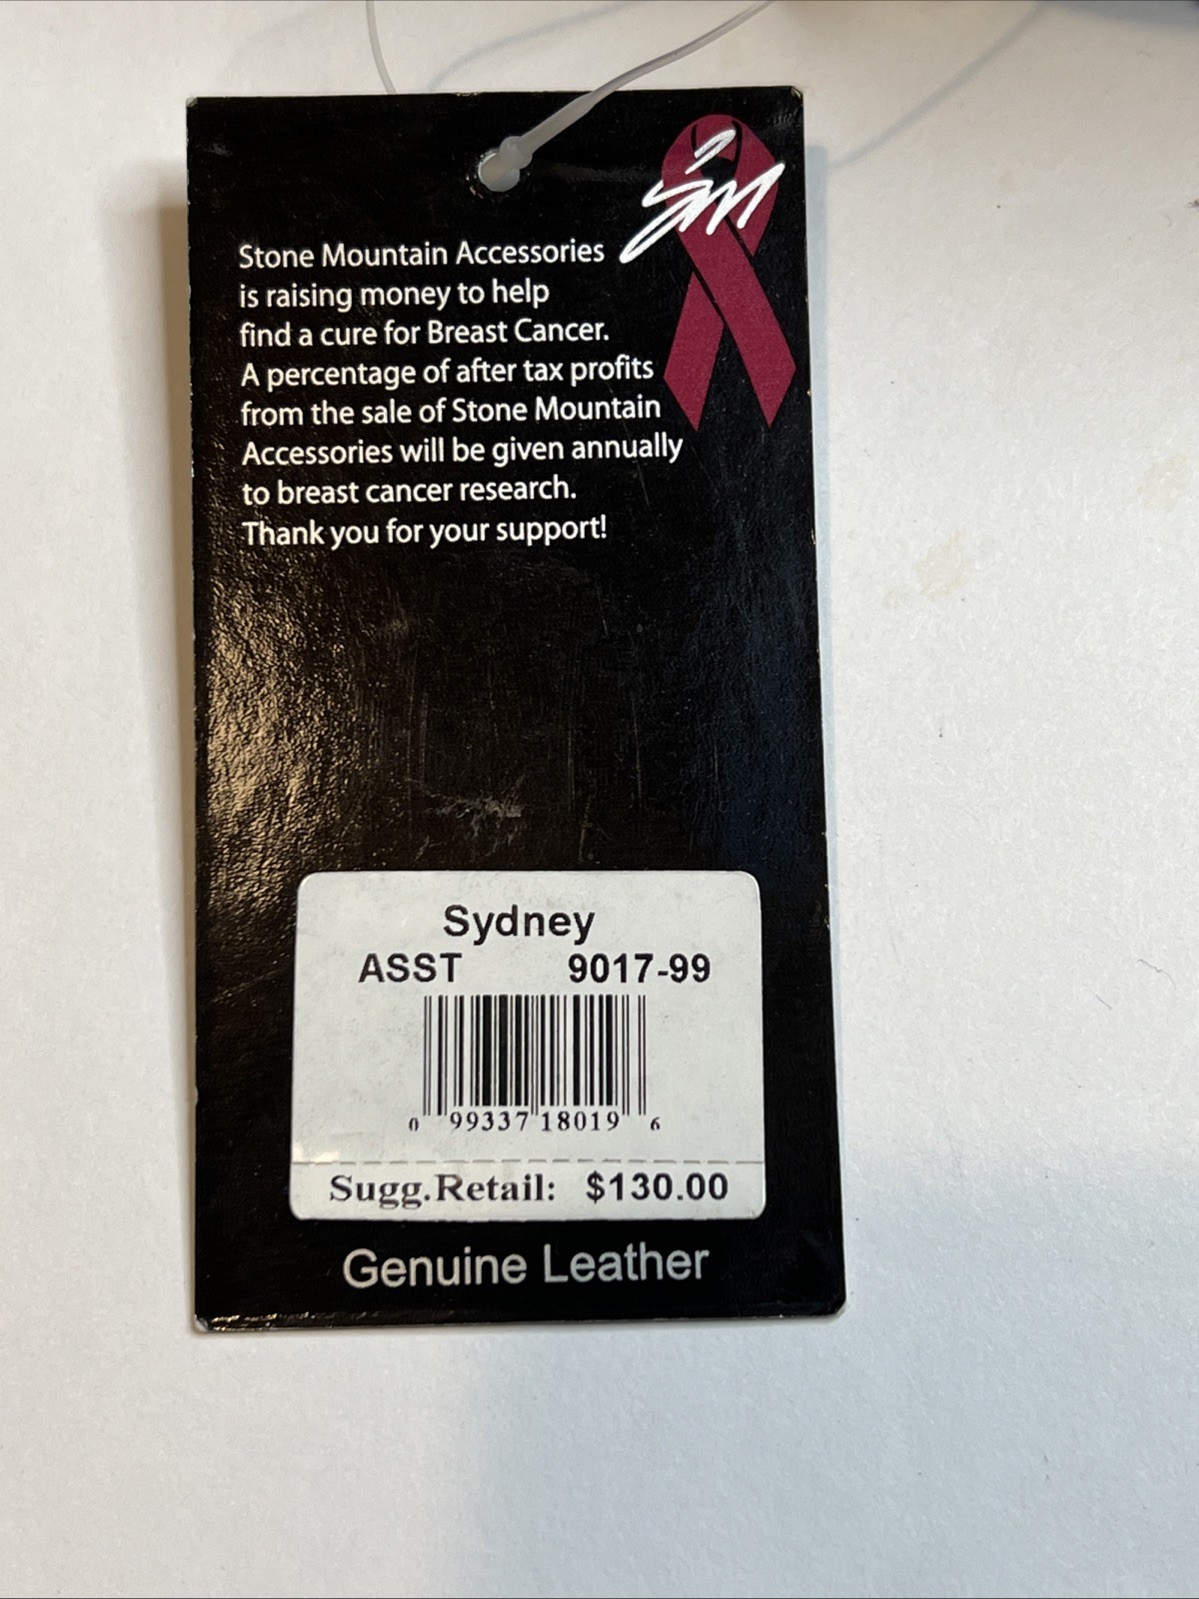 SM
Stone Mountain Accessories
is raising money to help
find a cure for Breast Cancer.
A percentage of after tax profits
from the sale of Stone Mountain
Accessories will be given annually
to breast cancer research.
Thank you for your support!
Sydney
ASST 9017-99
0 99337 18019 6
Sugg.Retail: $130.00
Genuine Leather